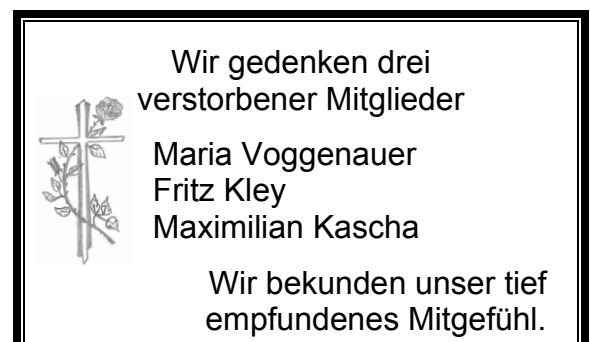 Wir gedenken drei
verstorbener Mitglieder
Maria Voggenauer
Fritz Kley
Maximilian Kascha
Wir bekunden unser tief
empfundenes Mitgefühl.